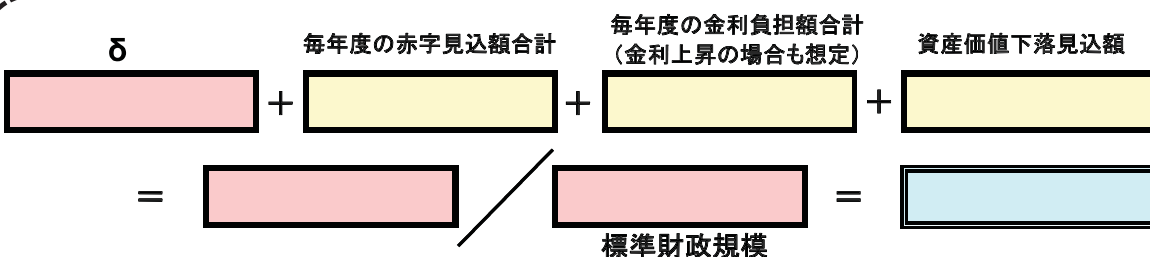 δ
毎年度の赤字見込額合計
毎年度の金利負担額合計
(金利上昇の場合も想定)
資産価値下落見込額
+ + +
= ／ =
標準財政規模